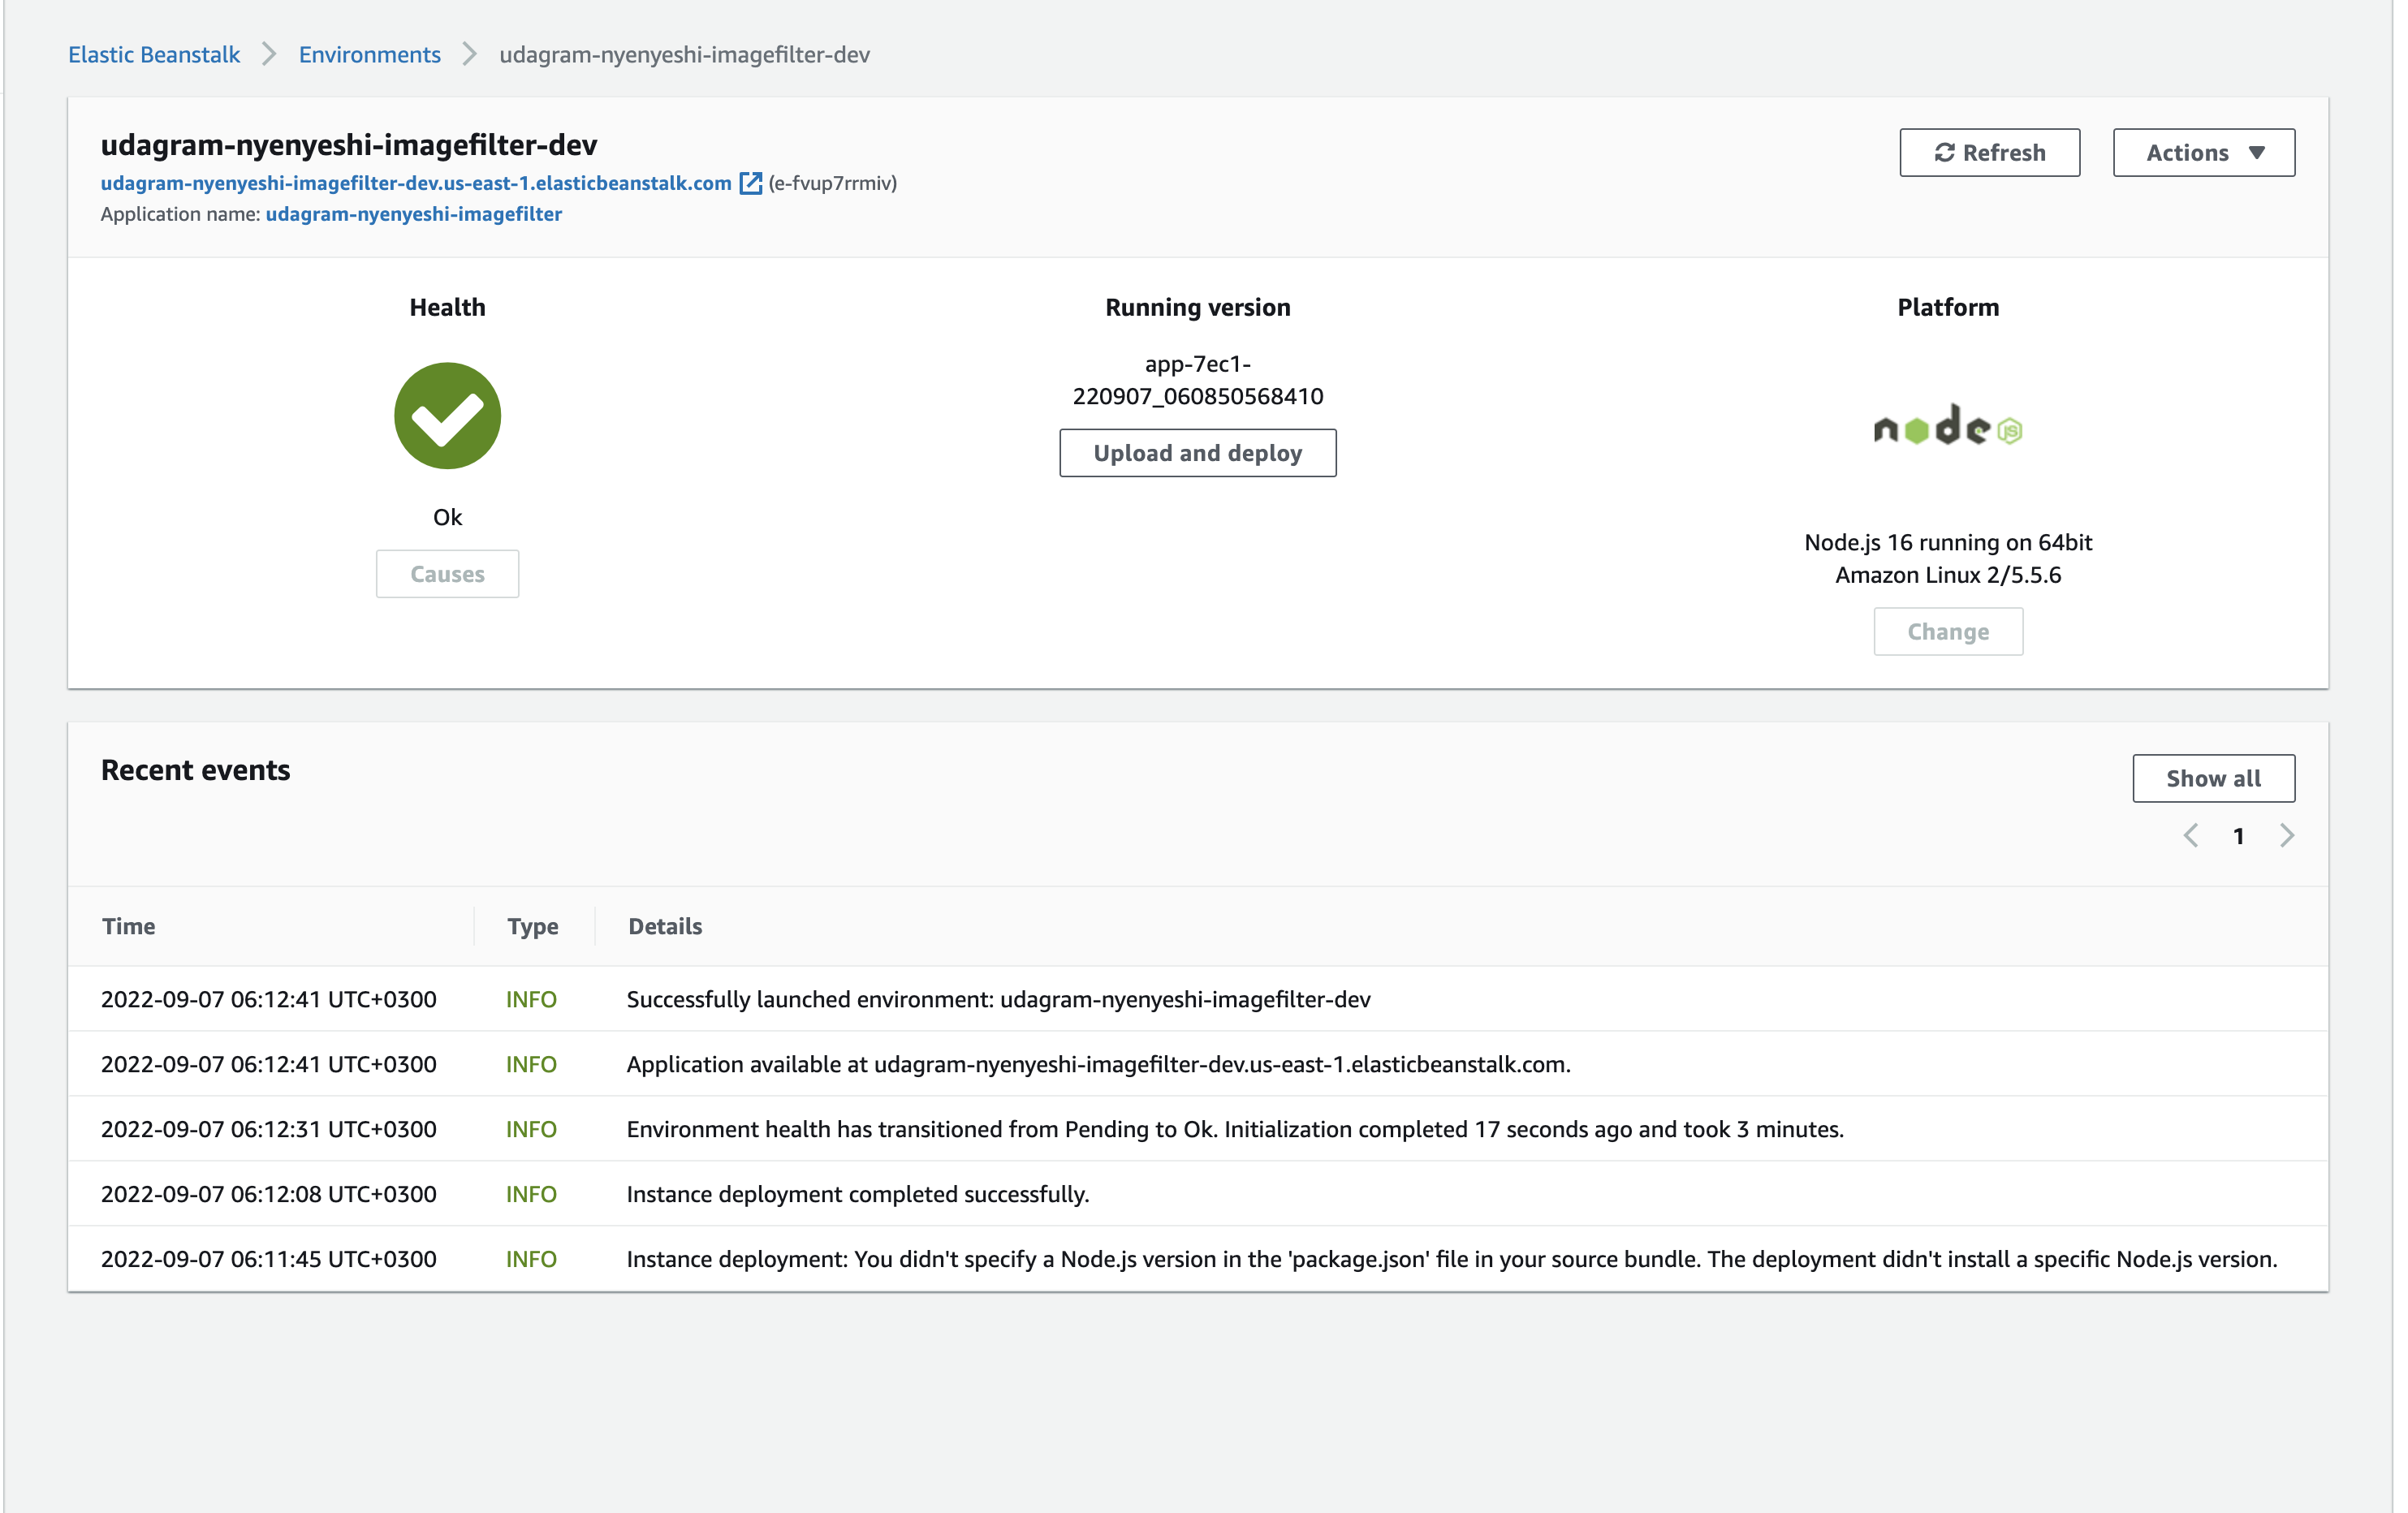 Elastic Beanstalk > Environments > udagram-nyenyeshi-imagefilter-dev
udagram-nyenyeshi-imagefilter-dev
Refresh
Actions
udagram-nyenyeshi-imagefilter-dev.us-east-1.elasticbeanstalk.com (e-fvup7rrmiv)
Application name: udagram-nyenyeshi-imagefilter
Health
Ok
Causes
Running version
app-7ec1-
220907_060850568410
Upload and deploy
Platform
node JS
Node.js 16 running on 64bit
Amazon Linux 2/5.5.6
Change
Recent events
Show all
1
Time Type Details
2022-09-07 06:12:41 UTC+0300 INFO Successfully launched environment: udagram-nyenyeshi-imagefilter-dev
2022-09-07 06:12:41 UTC+0300 INFO Application available at udagram-nyenyeshi-imagefilter-dev.us-east-1.elasticbeanstalk.com.
2022-09-07 06:12:31 UTC+0300 INFO Environment health has transitioned from Pending to Ok. Initialization completed 17 seconds ago and took 3 minutes.
2022-09-07 06:12:08 UTC+0300 INFO Instance deployment completed successfully.
2022-09-07 06:11:45 UTC+0300 INFO Instance deployment: You didn't specify a Node.js version in the 'package.json' file in your source bundle. The deployment didn't install a specific Node.js version.